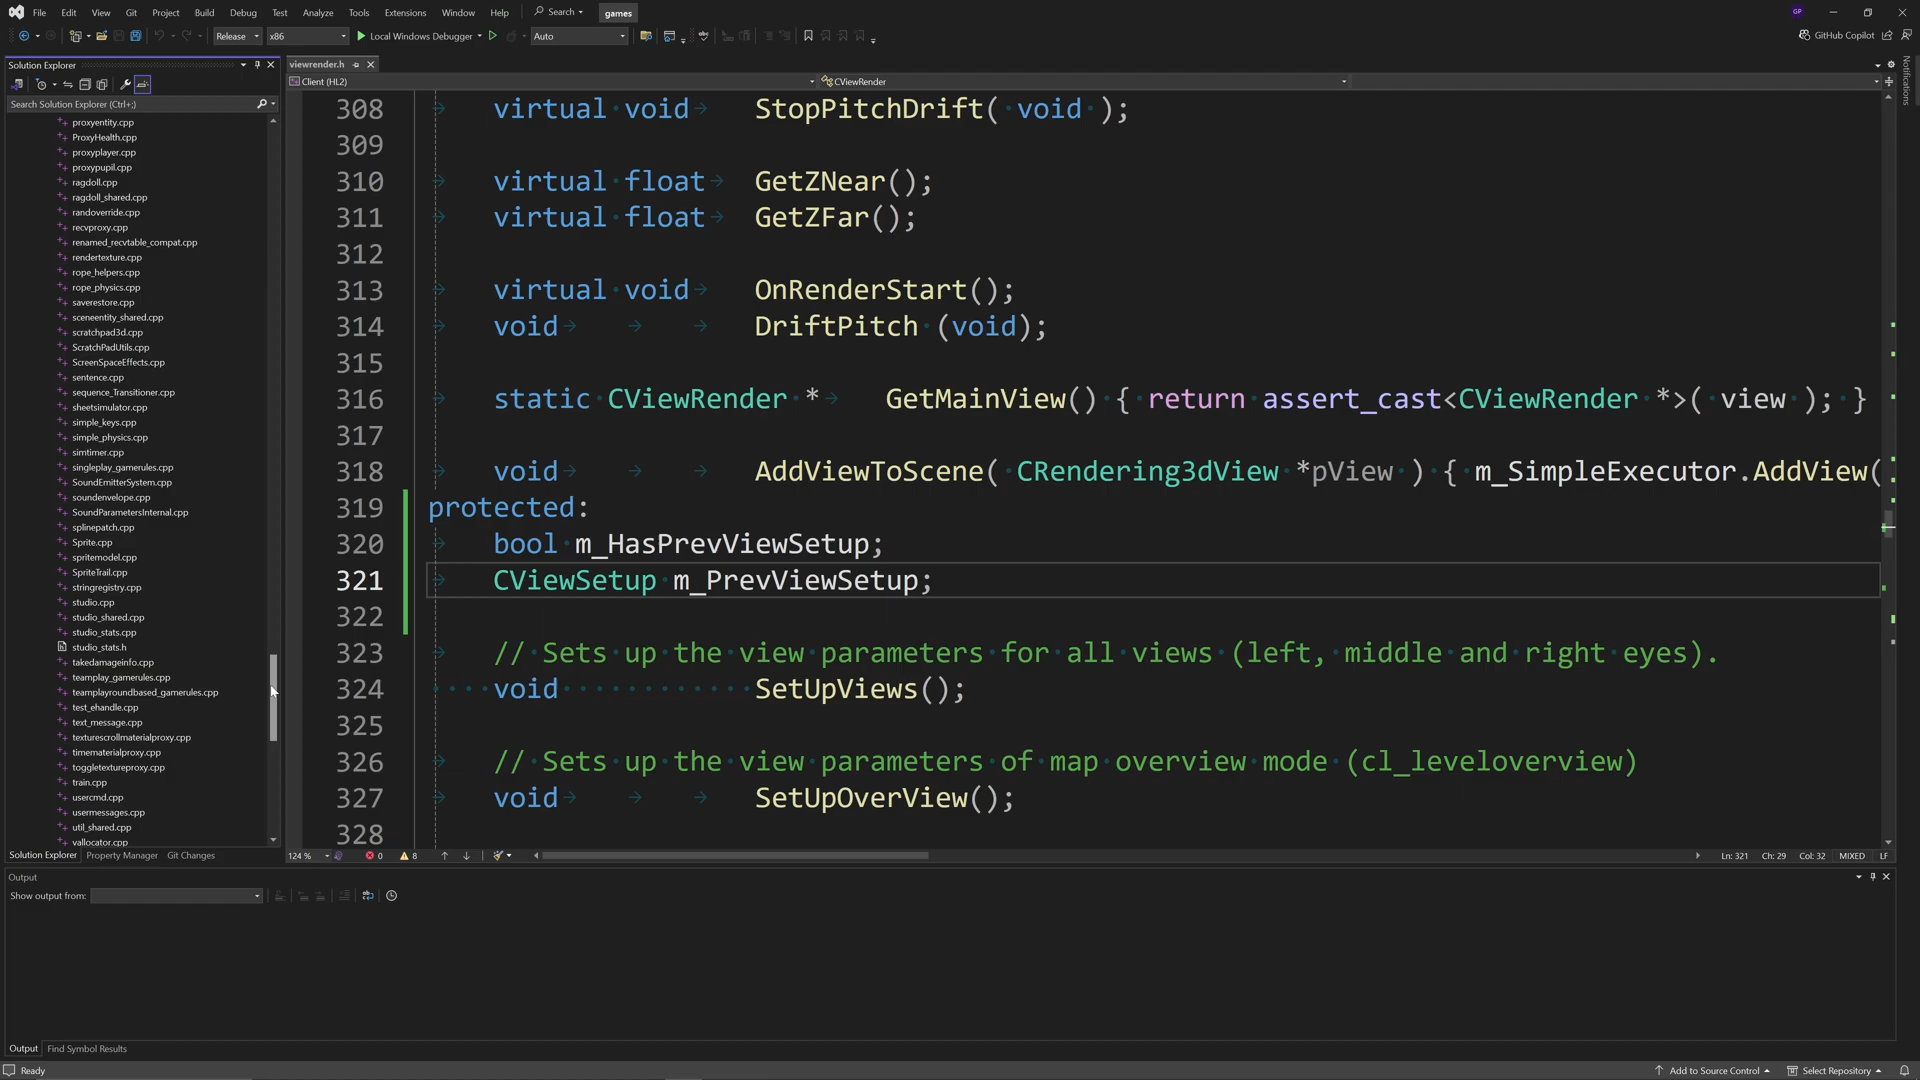 File Edit View Git Project Build Debug Test Analyze Tools Extensions Window Help Search games GP
Release x86 Local Windows Debugger Auto GitHub Copilot
Solution Explorer
Search Solution Explorer (Ctrl+;)
proxyentity.cpp
ProxyHealth.cpp
proxyplayer.cpp
proxypupil.cpp
ragdoll.cpp
ragdoll_shared.cpp
randoverride.cpp
recvproxy.cpp
renamed_recvtable_compat.cpp
rendertexture.cpp
rope_helpers.cpp
rope_physics.cpp
saverestore.cpp
sceneentity_shared.cpp
scratchpad3d.cpp
ScratchPadUtils.cpp
ScreenSpaceEffects.cpp
sentence.cpp
sequence_Transitioner.cpp
sheetsimulator.cpp
simple_keys.cpp
simple_physics.cpp
simtimer.cpp
singleplay_gamerules.cpp
SoundEmitterSystem.cpp
soundenvelope.cpp
SoundParametersInternal.cpp
splinepatch.cpp
Sprite.cpp
spritemodel.cpp
SpriteTrail.cpp
stringregistry.cpp
studio.cpp
studio_shared.cpp
studio_stats.cpp
studio_stats.h
takedamageinfo.cpp
teamplay_gamerules.cpp
teamplayroundbased_gamerules.cpp
test_ehandle.cpp
text_message.cpp
texturescrollmaterialproxy.cpp
timematerialproxy.cpp
toggletextureproxy.cpp
train.cpp
usercmd.cpp
usermessages.cpp
util_shared.cpp
vallocator.cpp
Solution Explorer Property Manager Git Changes
viewrender.h
Client (HL2) CViewRender
Notifications
308 virtual void StopPitchDrift( void );
309
310 virtual float GetZNear();
311 virtual float GetZFar();
312
313 virtual void OnRenderStart();
314 void DriftPitch (void);
315
316 static CViewRender * GetMainView() { return assert_cast<CViewRender *>( view ); }
317
318 void AddViewToScene( CRendering3dView *pView ) { m_SimpleExecutor.AddView(
319 protected:
320 bool m_HasPrevViewSetup;
321 CViewSetup m_PrevViewSetup;
322
323 // Sets up the view parameters for all views (left, middle and right eyes).
324 void SetUpViews();
325
326 // Sets up the view parameters of map overview mode (cl_leveloverview)
327 void SetUpOverView();
328
124 % 0 8 Ln: 321 Ch: 29 Col: 32 MIXED LF
Output
Show output from:
Output Find Symbol Results
Ready Add to Source Control Select Repository